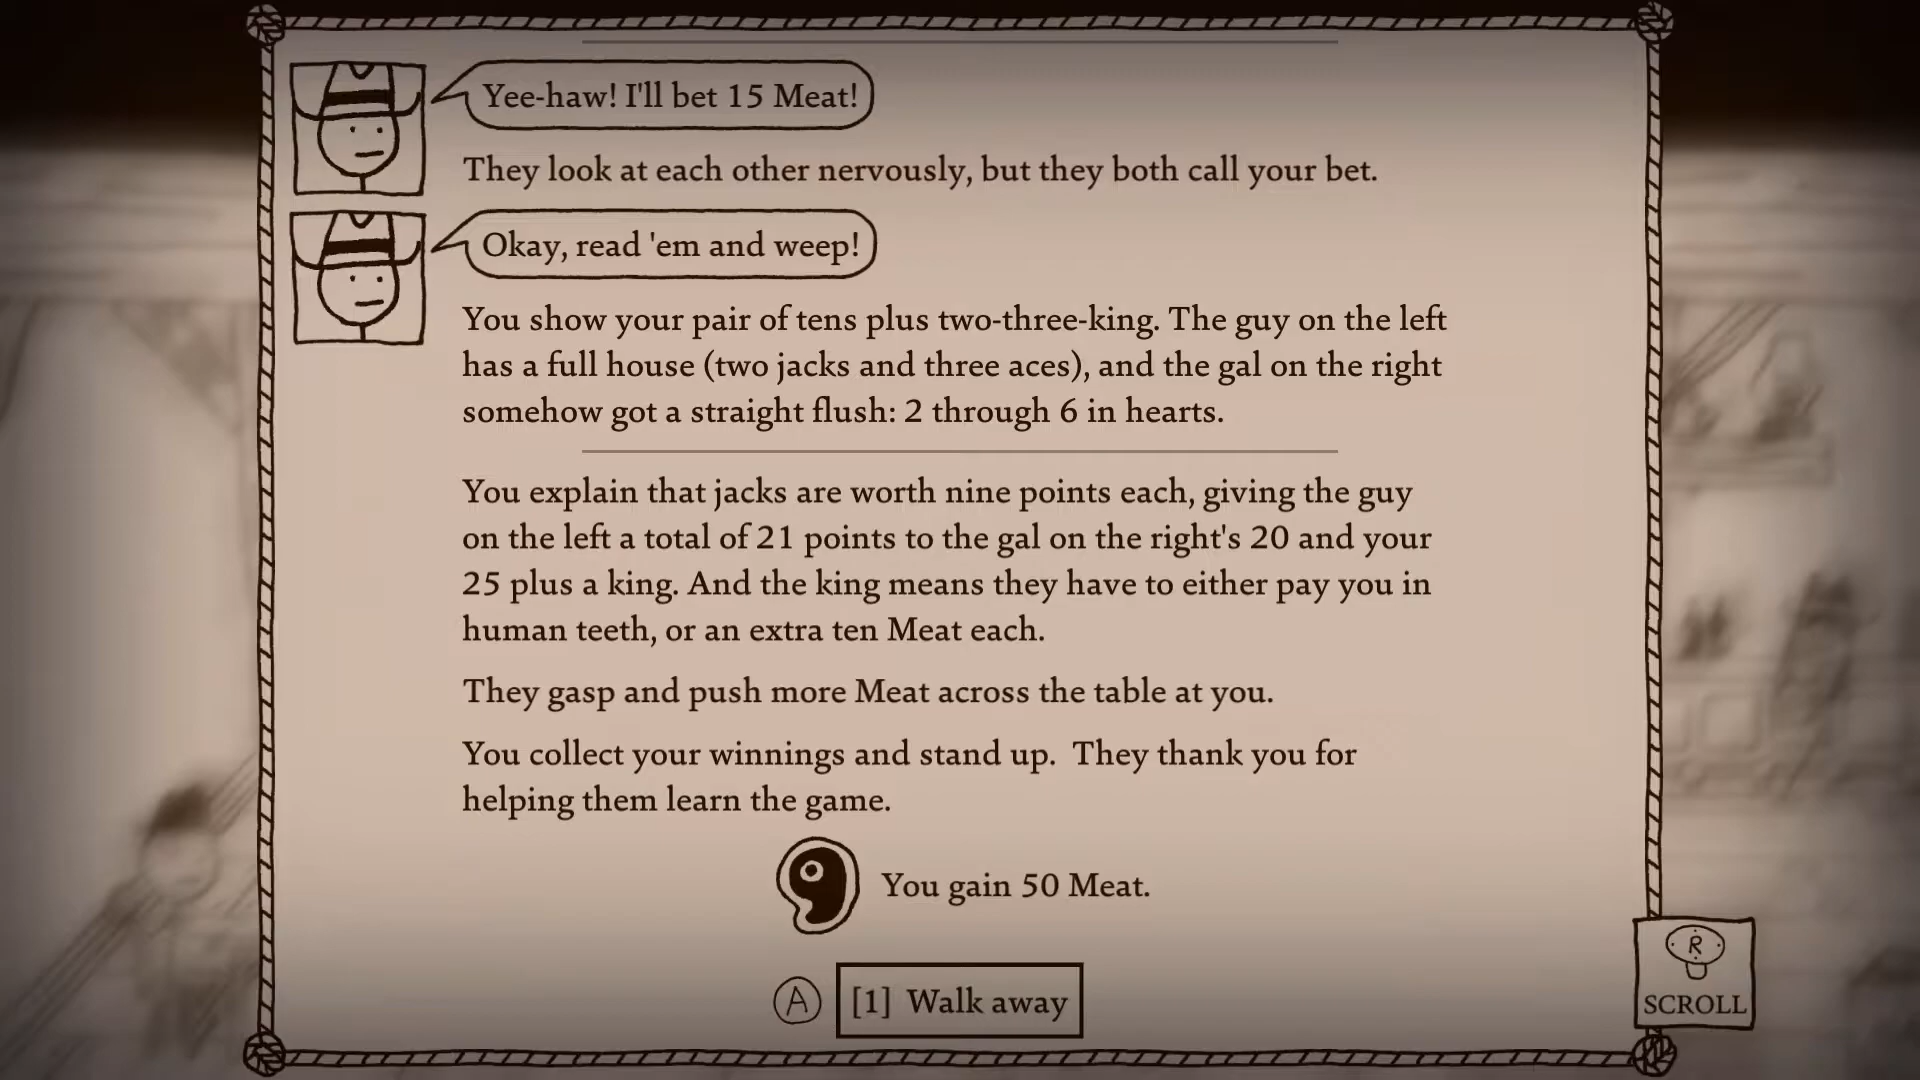 Yee-haw! I'll bet 15 Meat!
They look at each other nervously, but they both call your bet.
Okay, read 'em and weep!
You show your pair of tens plus two-three-king. The guy on the left
has a full house (two jacks and three aces), and the gal on the right
somehow got a straight flush: 2 through 6 in hearts.
You explain that jacks are worth nine points each, giving the guy
on the left a total of 21 points to the gal on the right's 20 and your
25 plus a king. And the king means they have to either pay you in
human teeth, or an extra ten Meat each.
They gasp and push more Meat across the table at you.
You collect your winnings and stand up. They thank you for
helping them learn the game.
You gain 50 Meat.
A [1] Walk away
R
SCROLL